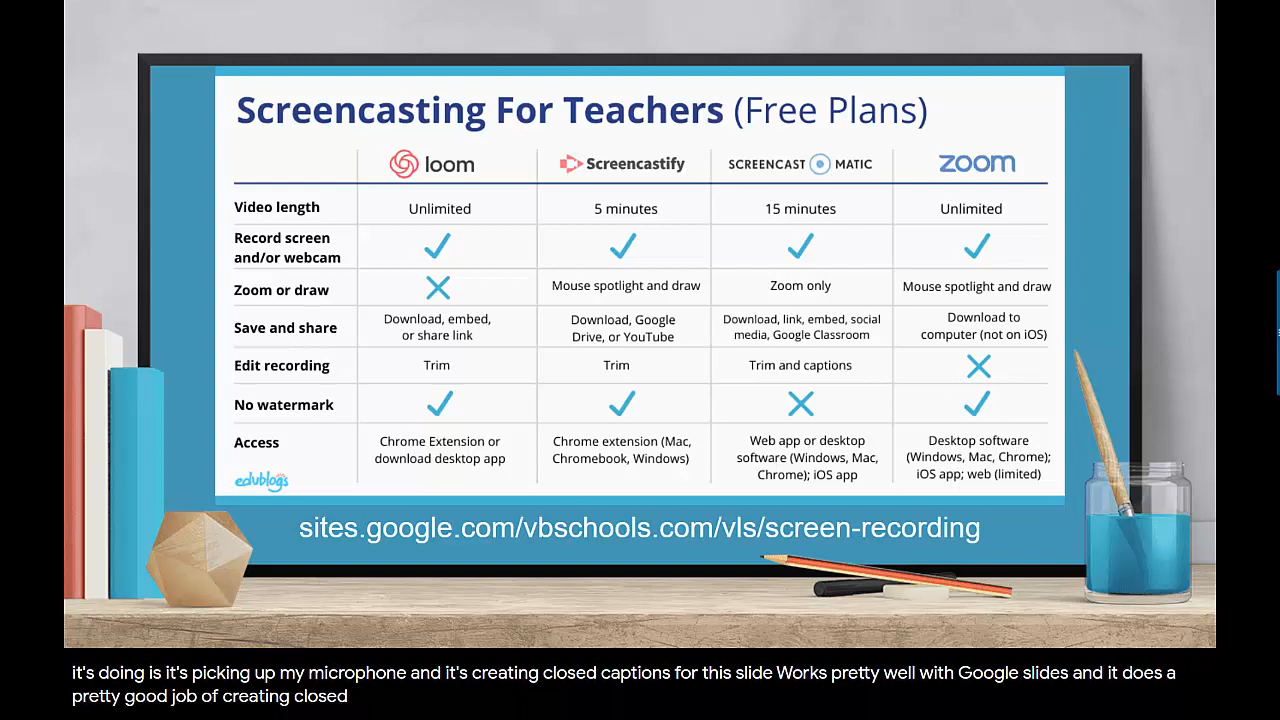 Screencasting For Teachers (Free Plans)
loom
Screencastify
SCREENCAST MATIC
zoom
Video length
Unlimited
5 minutes
15 minutes
Unlimited
Record screen
and/or webcam
Zoom or draw
Mouse spotlight and draw
Zoom only
Mouse spotlight and draw
Save and share
Download, embed,
or share link
Download, Google
Drive, or YouTube
Download, link, embed, social
media, Google Classroom
Download to
computer (not on iOS)
Edit recording
Trim
Trim
Trim and captions
No watermark
Access
Chrome Extension or
download desktop app
Chrome extension (Mac,
Chromebook, Windows)
Web app or desktop
software (Windows, Mac,
Chrome); iOS app
Desktop software
(Windows, Mac, Chrome);
iOS app; web (limited)
edublogs
sites.google.com/vbschools.com/vls/screen-recording
it's doing is it's picking up my microphone and it's creating closed captions for this slide Works pretty well with Google slides and it does a
pretty good job of creating closed